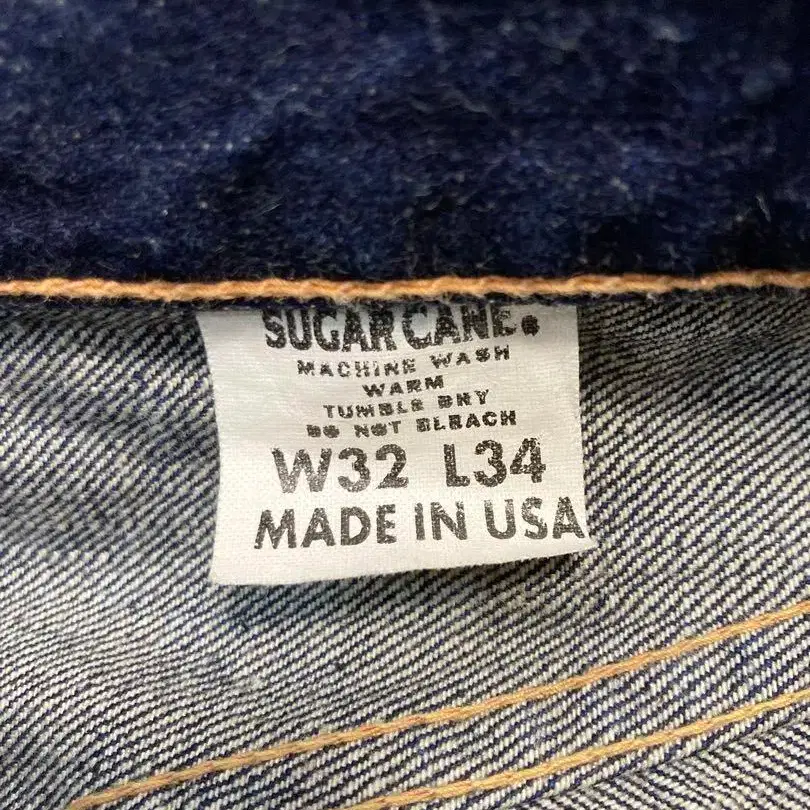 SUGAR CANE®
MACHINE WASH
WARM
TUMBLE DRY
DO NOT BLEACH
W32 L34
MADE IN USA